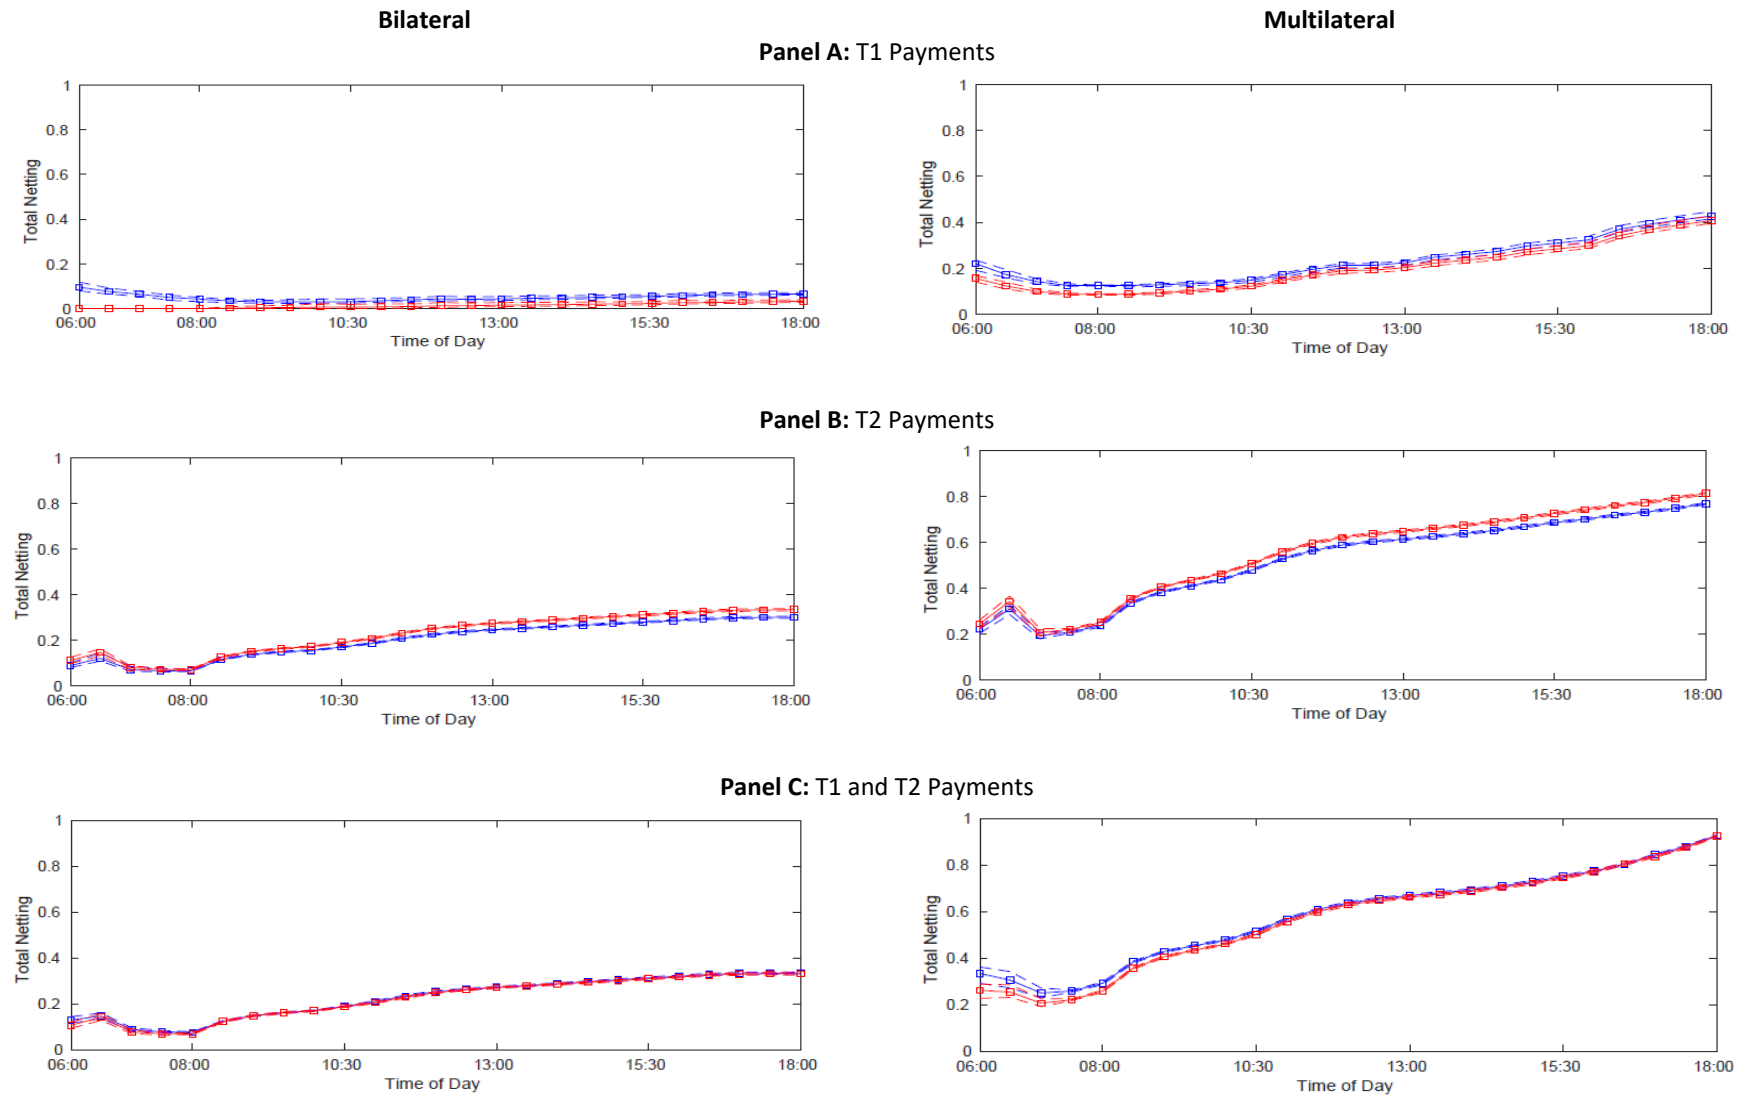 Bilateral Multilateral
Panel A: T1 Payments
1 1
0.8 0.8
0.6 0.6
0.4 0.4
0.2 0.2
0 0
Total Netting Total Netting
06:00 08:00 10:30 13:00 15:30 18:00 06:00 08:00 10:30 13:00 15:30 18:00
Time of Day Time of Day
Panel B: T2 Payments
1 1
0.8 0.8
0.6 0.6
0.4 0.4
0.2 0.2
0 0
Total Netting Total Netting
06:00 08:00 10:30 13:00 15:30 18:00 06:00 08:00 10:30 13:00 15:30 18:00
Time of Day Time of Day
Panel C: T1 and T2 Payments
1 1
0.8 0.8
0.6 0.6
0.4 0.4
0.2 0.2
0 0
Total Netting Total Netting
06:00 08:00 10:30 13:00 15:30 18:00 06:00 08:00 10:30 13:00 15:30 18:00
Time of Day Time of Day